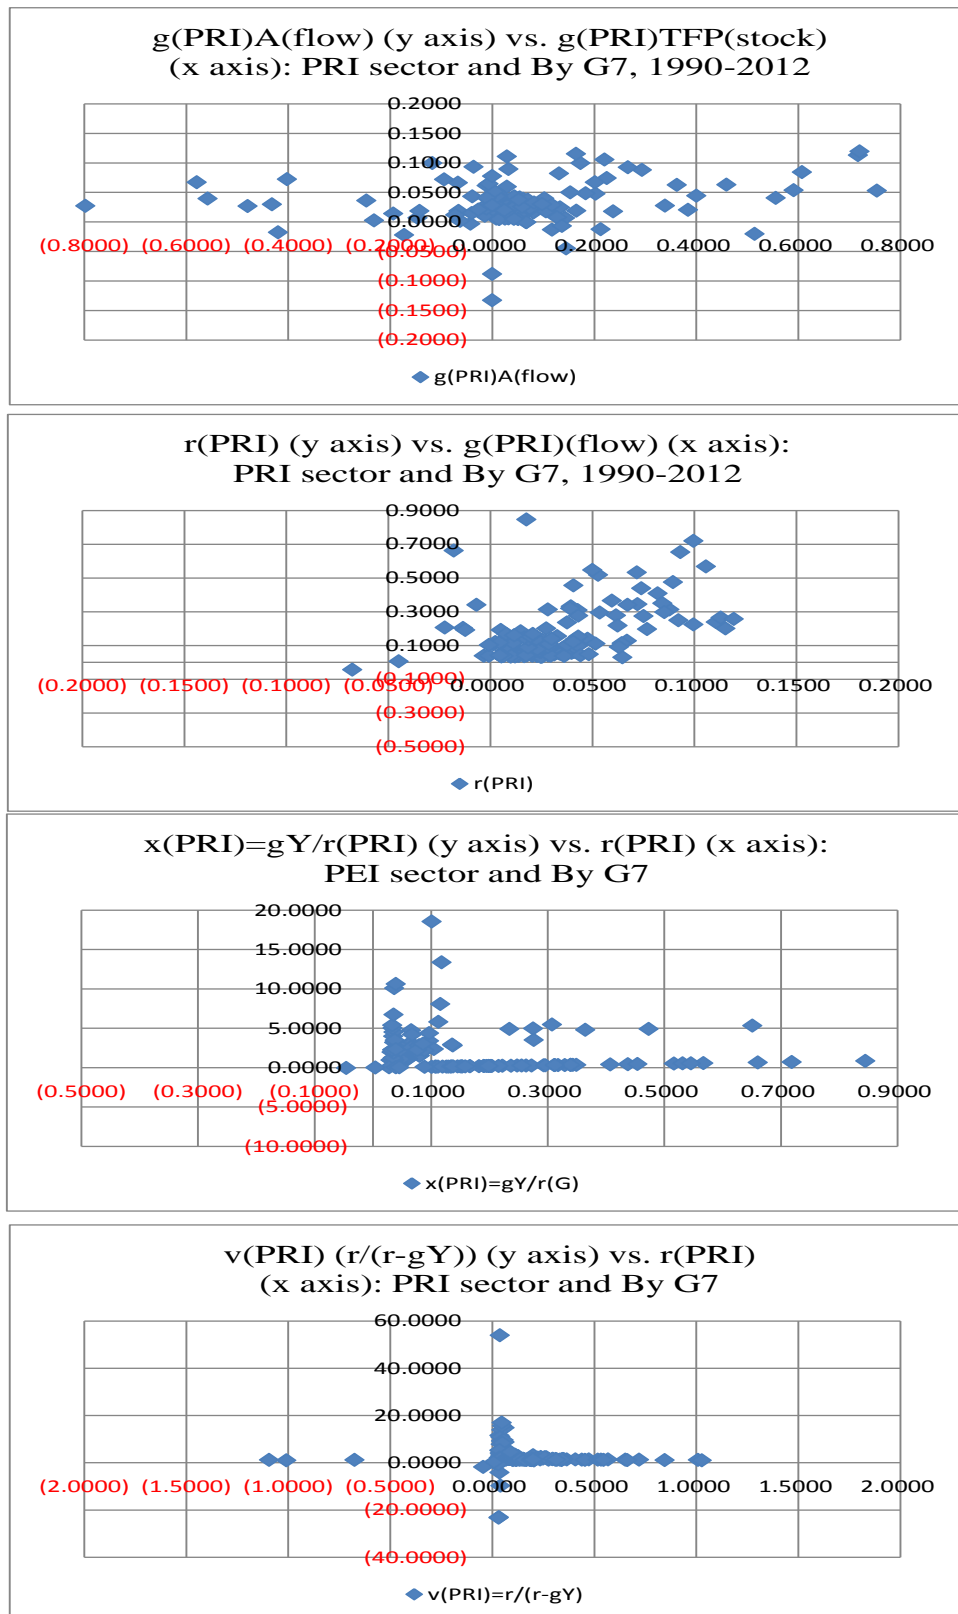 g(PRI)A(flow) (y axis) vs. g(PRI)TFP(stock)
(x axis): PRI sector and By G7, 1990-2012
0.2000
0.1500
0.1000
0.0500
0.0000
(0.8000) (0.6000) (0.4000) (0.2000) 0.0000 0.2000 0.4000 0.6000 0.8000
(0.0500)
(0.1000)
(0.1500)
(0.2000)
g(PRI)A(flow)
r(PRI) (y axis) vs. g(PRI)(flow) (x axis):
PRI sector and By G7, 1990-2012
0.9000
0.7000
0.5000
0.3000
0.1000
(0.2000) (0.1500) (0.1000) (0.0500) 0.0000 0.0500 0.1000 0.1500 0.2000
(0.1000)
(0.3000)
(0.5000)
r(PRI)
x(PRI)=gY/r(PRI) (y axis) vs. r(PRI) (x axis):
PEI sector and By G7
20.0000
15.0000
10.0000
5.0000
0.0000
(0.5000) (0.3000) (0.1000) 0.1000 0.3000 0.5000 0.7000 0.9000
(5.0000)
(10.0000)
x(PRI)=gY/r(G)
v(PRI) (r/(r-gY)) (y axis) vs. r(PRI)
(x axis): PRI sector and By G7
60.0000
40.0000
20.0000
0.0000
(2.0000) (1.5000) (1.0000) (0.5000) 0.0000 0.5000 1.0000 1.5000 2.0000
(20.0000)
(40.0000)
v(PRI)=r/(r-gY)